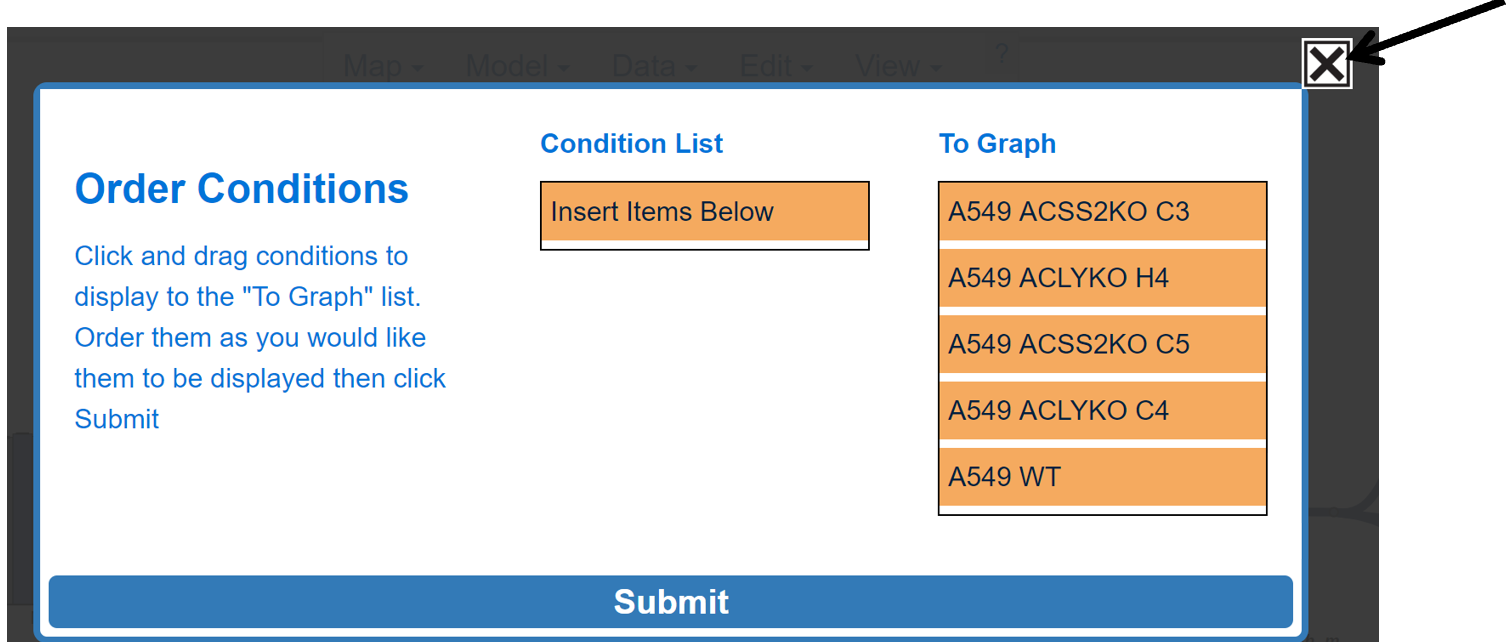 Map Model Data Edit View ?
Order Conditions
Click and drag conditions to
display to the "To Graph" list.
Order them as you would like
them to be displayed then click
Submit
Condition List
Insert Items Below
To Graph
A549 ACSS2KO C3
A549 ACLYKO H4
A549 ACSS2KO C5
A549 ACLYKO C4
A549 WT
Submit